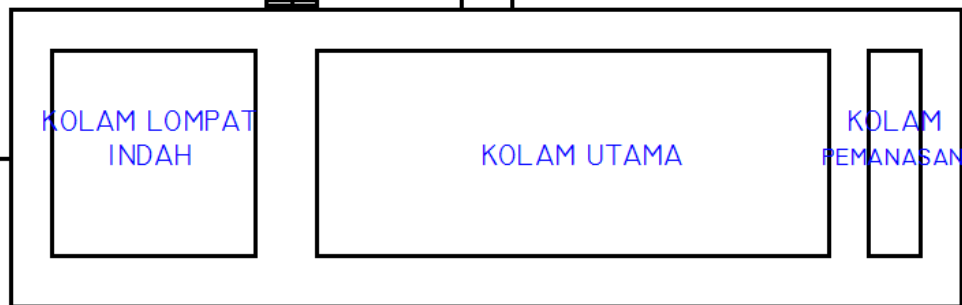 KOLAM LOMPAT
INDAH
KOLAM UTAMA
KOLAM
PEMANASAN